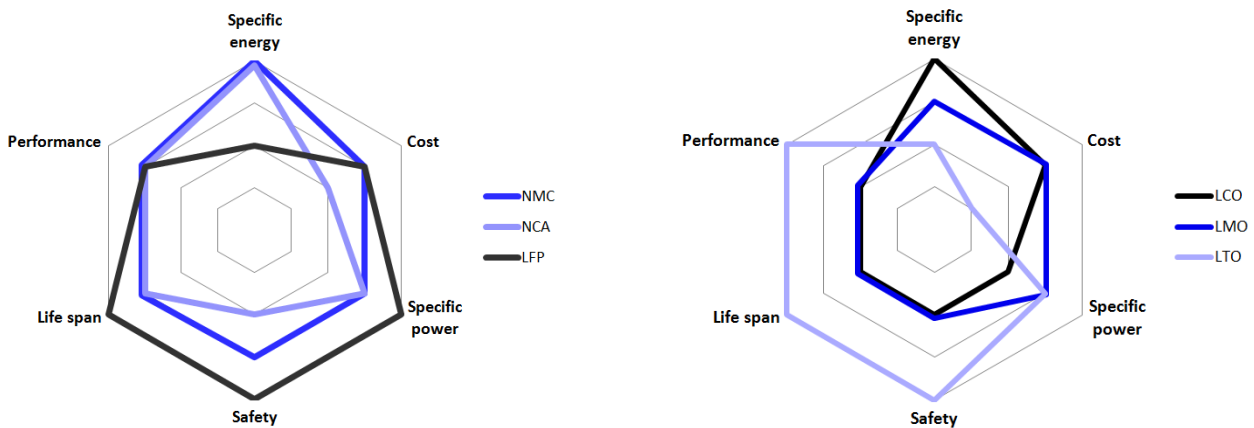 Specific
energy
Performance
Cost
Life span
Specific
power
Safety
NMC
NCA
LFP
Specific
energy
Performance
Cost
Life span
Specific
power
Safety
LCO
LMO
LTO